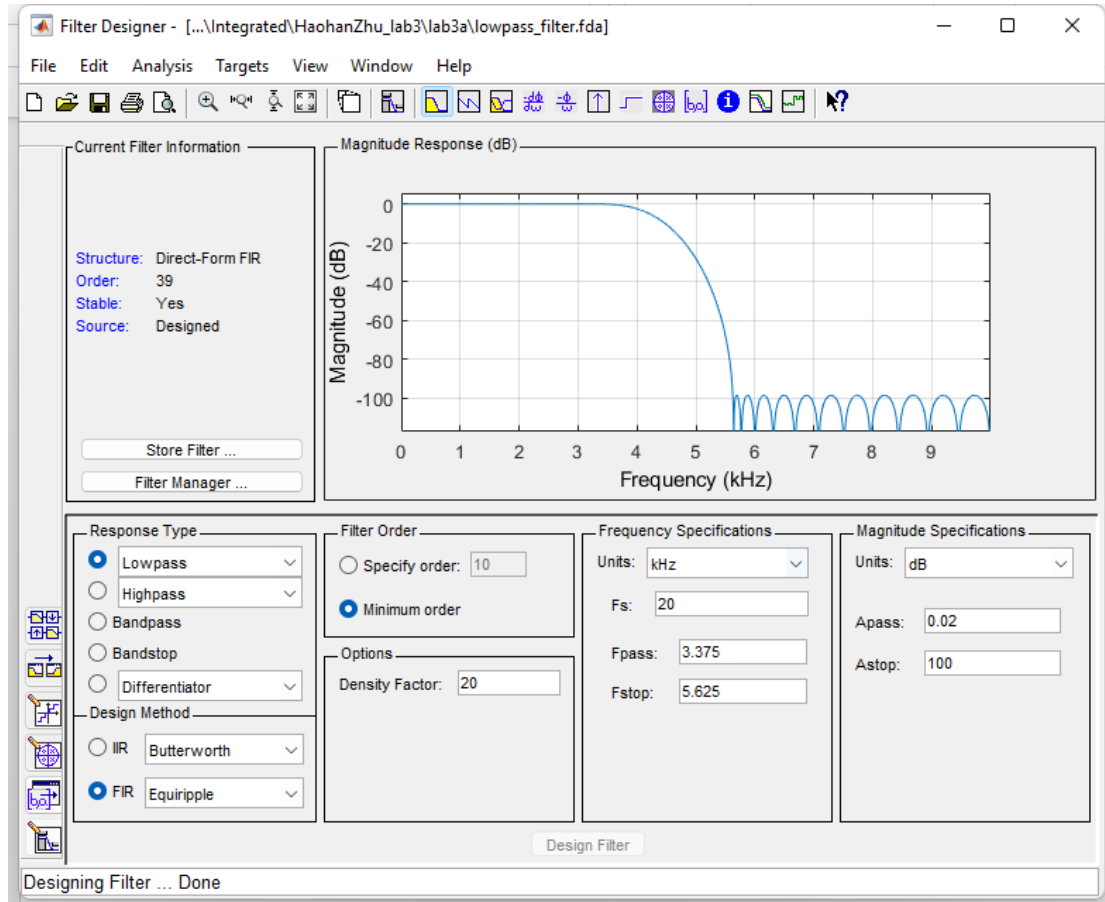 Filter Designer - [...\Integrated\HaohanZhu_lab3\lab3a\lowpass_filter.fda]
File Edit Analysis Targets View Window Help
Current Filter Information
Structure: Direct-Form FIR
Order: 39
Stable: Yes
Source: Designed
Store Filter ...
Filter Manager ...
Magnitude Response (dB)
Magnitude (dB)
0
-20
-40
-60
-80
-100
0 1 2 3 4 5 6 7 8 9
Frequency (kHz)
Response Type
Lowpass
Highpass
Bandpass
Bandstop
Differentiator
Design Method
IIR Butterworth
FIR Equiripple
Filter Order
Specify order: 10
Minimum order
Options
Density Factor: 20
Frequency Specifications
Units: kHz
Fs: 20
Fpass: 3.375
Fstop: 5.625
Magnitude Specifications
Units: dB
Apass: 0.02
Astop: 100
Design Filter
Designing Filter ... Done